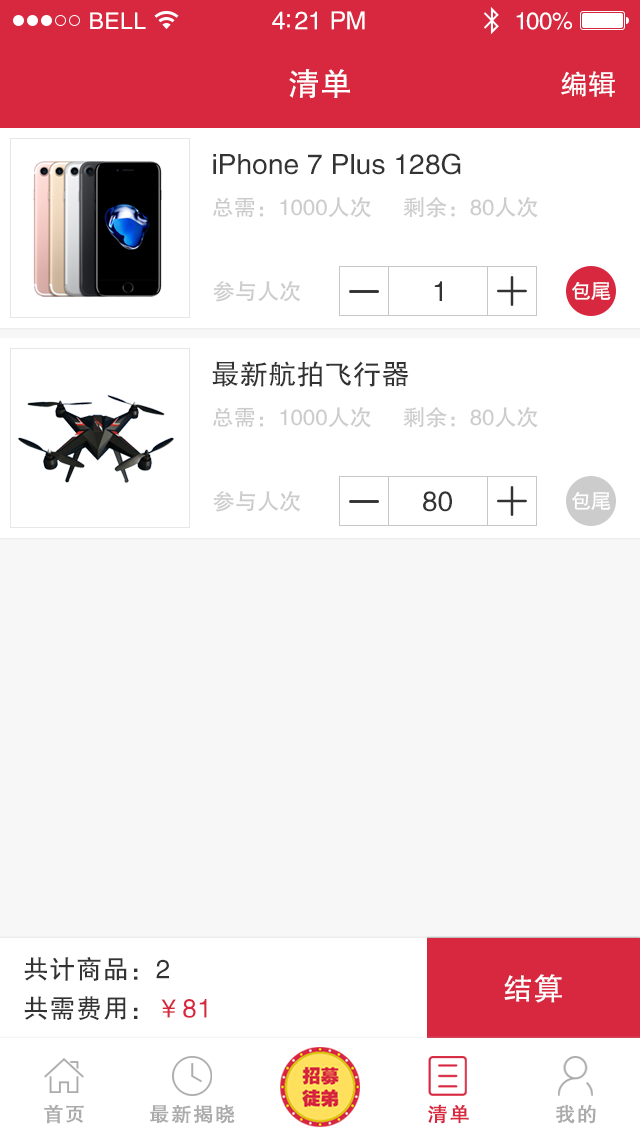 BELL 4:21 PM 100%
清单 编辑
iPhone 7 Plus 128G
总需：1000人次 剩余：80人次
参与人次 1 包尾
最新航拍飞行器
总需：1000人次 剩余：80人次
参与人次 80 包尾
共计商品：2
共需费用：￥81
结算
招募
徒弟
首页 最新揭晓 清单 我的